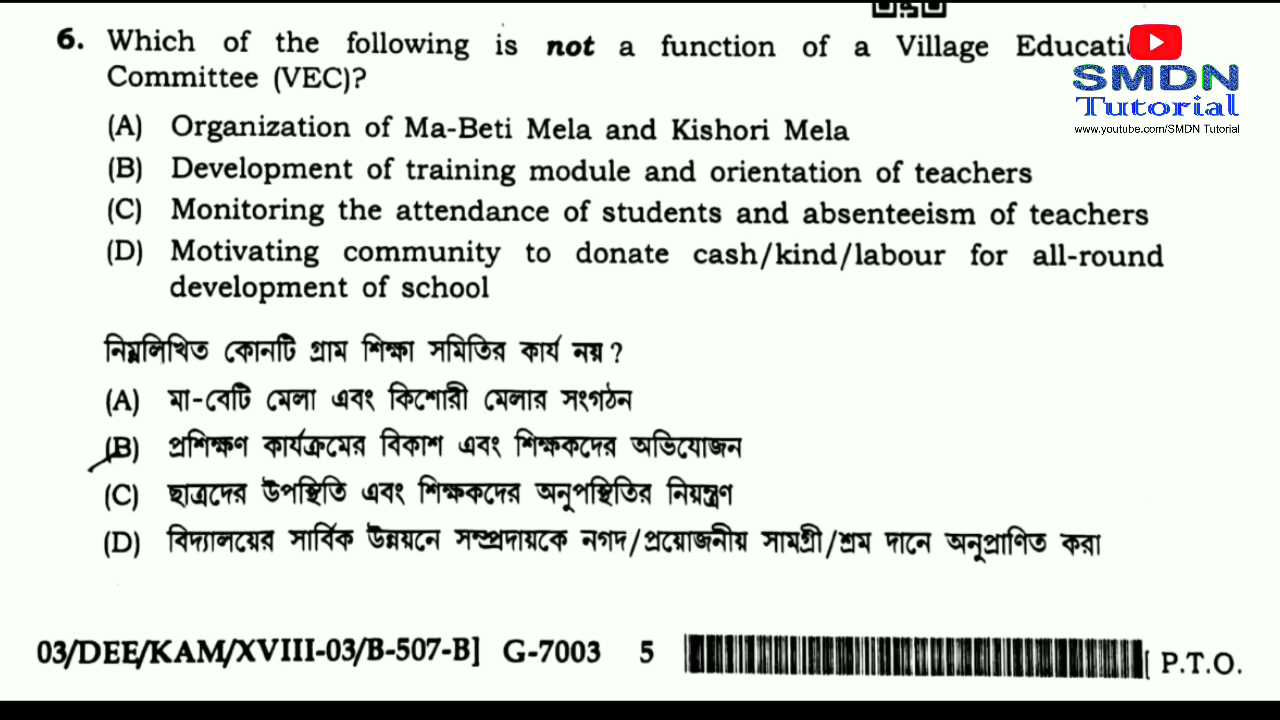 6. Which of the following is not a function of a Village Educati
Committee (VEC)?
(A) Organization of Ma-Beti Mela and Kishori Mela
(B) Development of training module and orientation of teachers
(C) Monitoring the attendance of students and absenteeism of teachers
(D) Motivating community to donate cash/kind/labour for all-round
development of school
নিম্নলিখিত কোনটি গ্রাম শিক্ষা সমিতির কার্য নয় ?
(A) মা-বেটি মেলা এবং কিশোরী মেলার সংগঠন
(B) প্রশিক্ষণ কার্যক্রমের বিকাশ এবং শিক্ষকদের অভিযোজন
(C) ছাত্রদের উপস্থিতি এবং শিক্ষকদের অনুপস্থিতির নিয়ন্ত্রণ
(D) বিদ্যালয়ের সার্বিক উন্নয়নে সম্প্রদায়কে নগদ/প্রয়োজনীয় সামগ্রী/শ্রম দানে অনুপ্রাণিত করা
03/DEE/KAM/XVIII-03/B-507-B] G-7003 5 [ P.T.O.
SMDN
Tutorial
www.youtube.com/SMDN Tutorial